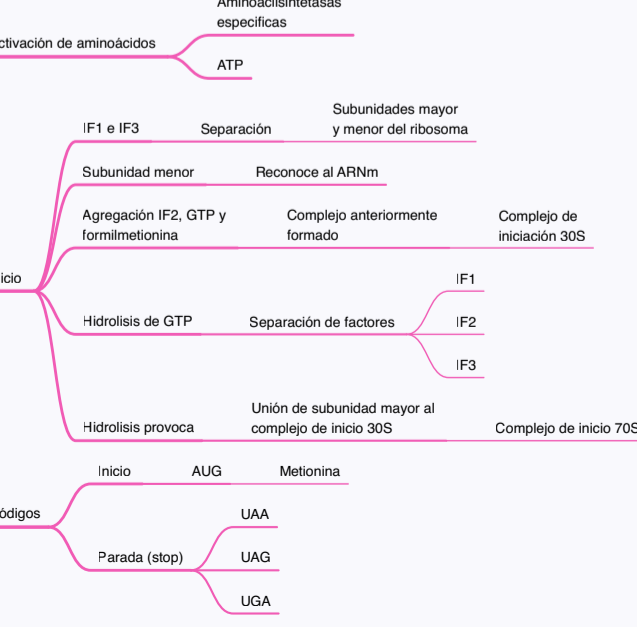 Aminoacilsintetasas
especificas
ctivación de aminoácidos
ATP
IF1 e IF3
Separación
Subunidades mayor
y menor del ribosoma
Subunidad menor
Reconoce al ARNm
Agregación IF2, GTP y
formilmetionina
Complejo anteriormente
formado
Complejo de
iniciación 30S
icio
Hidrolisis de GTP
Separación de factores
IF1
IF2
IF3
Hidrolisis provoca
Unión de subunidad mayor al
complejo de inicio 30S
Complejo de inicio 70S
ódigos
Inicio
AUG
Metionina
Parada (stop)
UAA
UAG
UGA